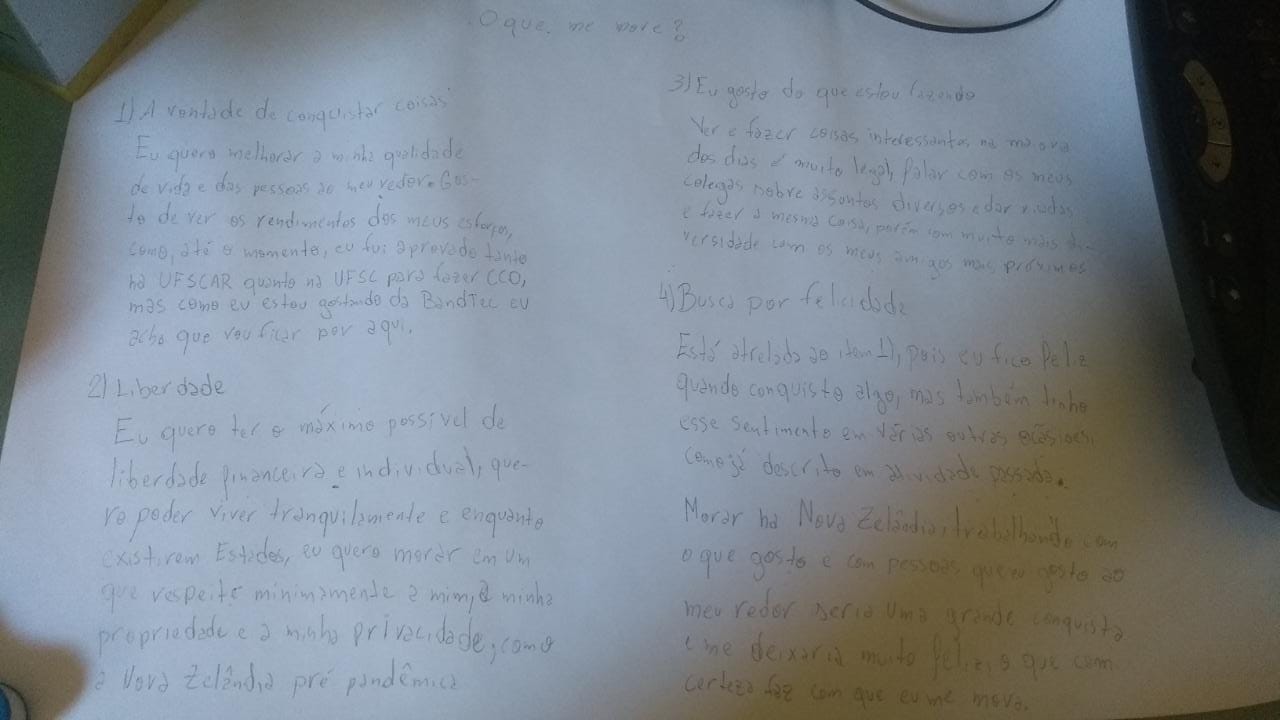 O que me move?
1) A vontade de conquistar coisas
Eu quero melhorar a minha qualidade
de vida e das pessoas ao meu redor. Gos-
to de ver os rendimentos dos meus esforços,
como, até o momento, eu fui aprovado tanto
na UFSCAR quanto na UFSC para fazer CCO,
mas como eu estou gostando da BandTec eu
acho que vou ficar por aqui.
2) Liberdade
Eu quero ter o máximo possível de
liberdade financeira e individual, que-
ro poder viver tranquilamente e enquanto
existirem Estados, eu quero morar em um
que respeite minimamente a mim, a minha
propriedade e a minha privacidade, como
a Nova Zelândia pré pandêmica
3) Eu gosto do que estou fazendo
Ver e fazer coisas interessantes na maioria
dos dias é muito legal, falar com os meus
colegas sobre assuntos diversos e dar risadas
e fazer a mesma coisa, porém com muito mais di-
versidade com os meus amigos mais próximos
4) Busca por felicidade
Está atrelada ao item 1), pois eu fico feliz
quando conquisto algo, mas também tenho
esse sentimento em várias outras ocasiões,
como já descrito em atividade passada.
Morar na Nova Zelândia, trabalhando com
o que gosto e com pessoas que eu gosto ao
meu redor seria uma grande conquista
e me deixaria muito feliz, o que com
certeza faz com que eu me mova.